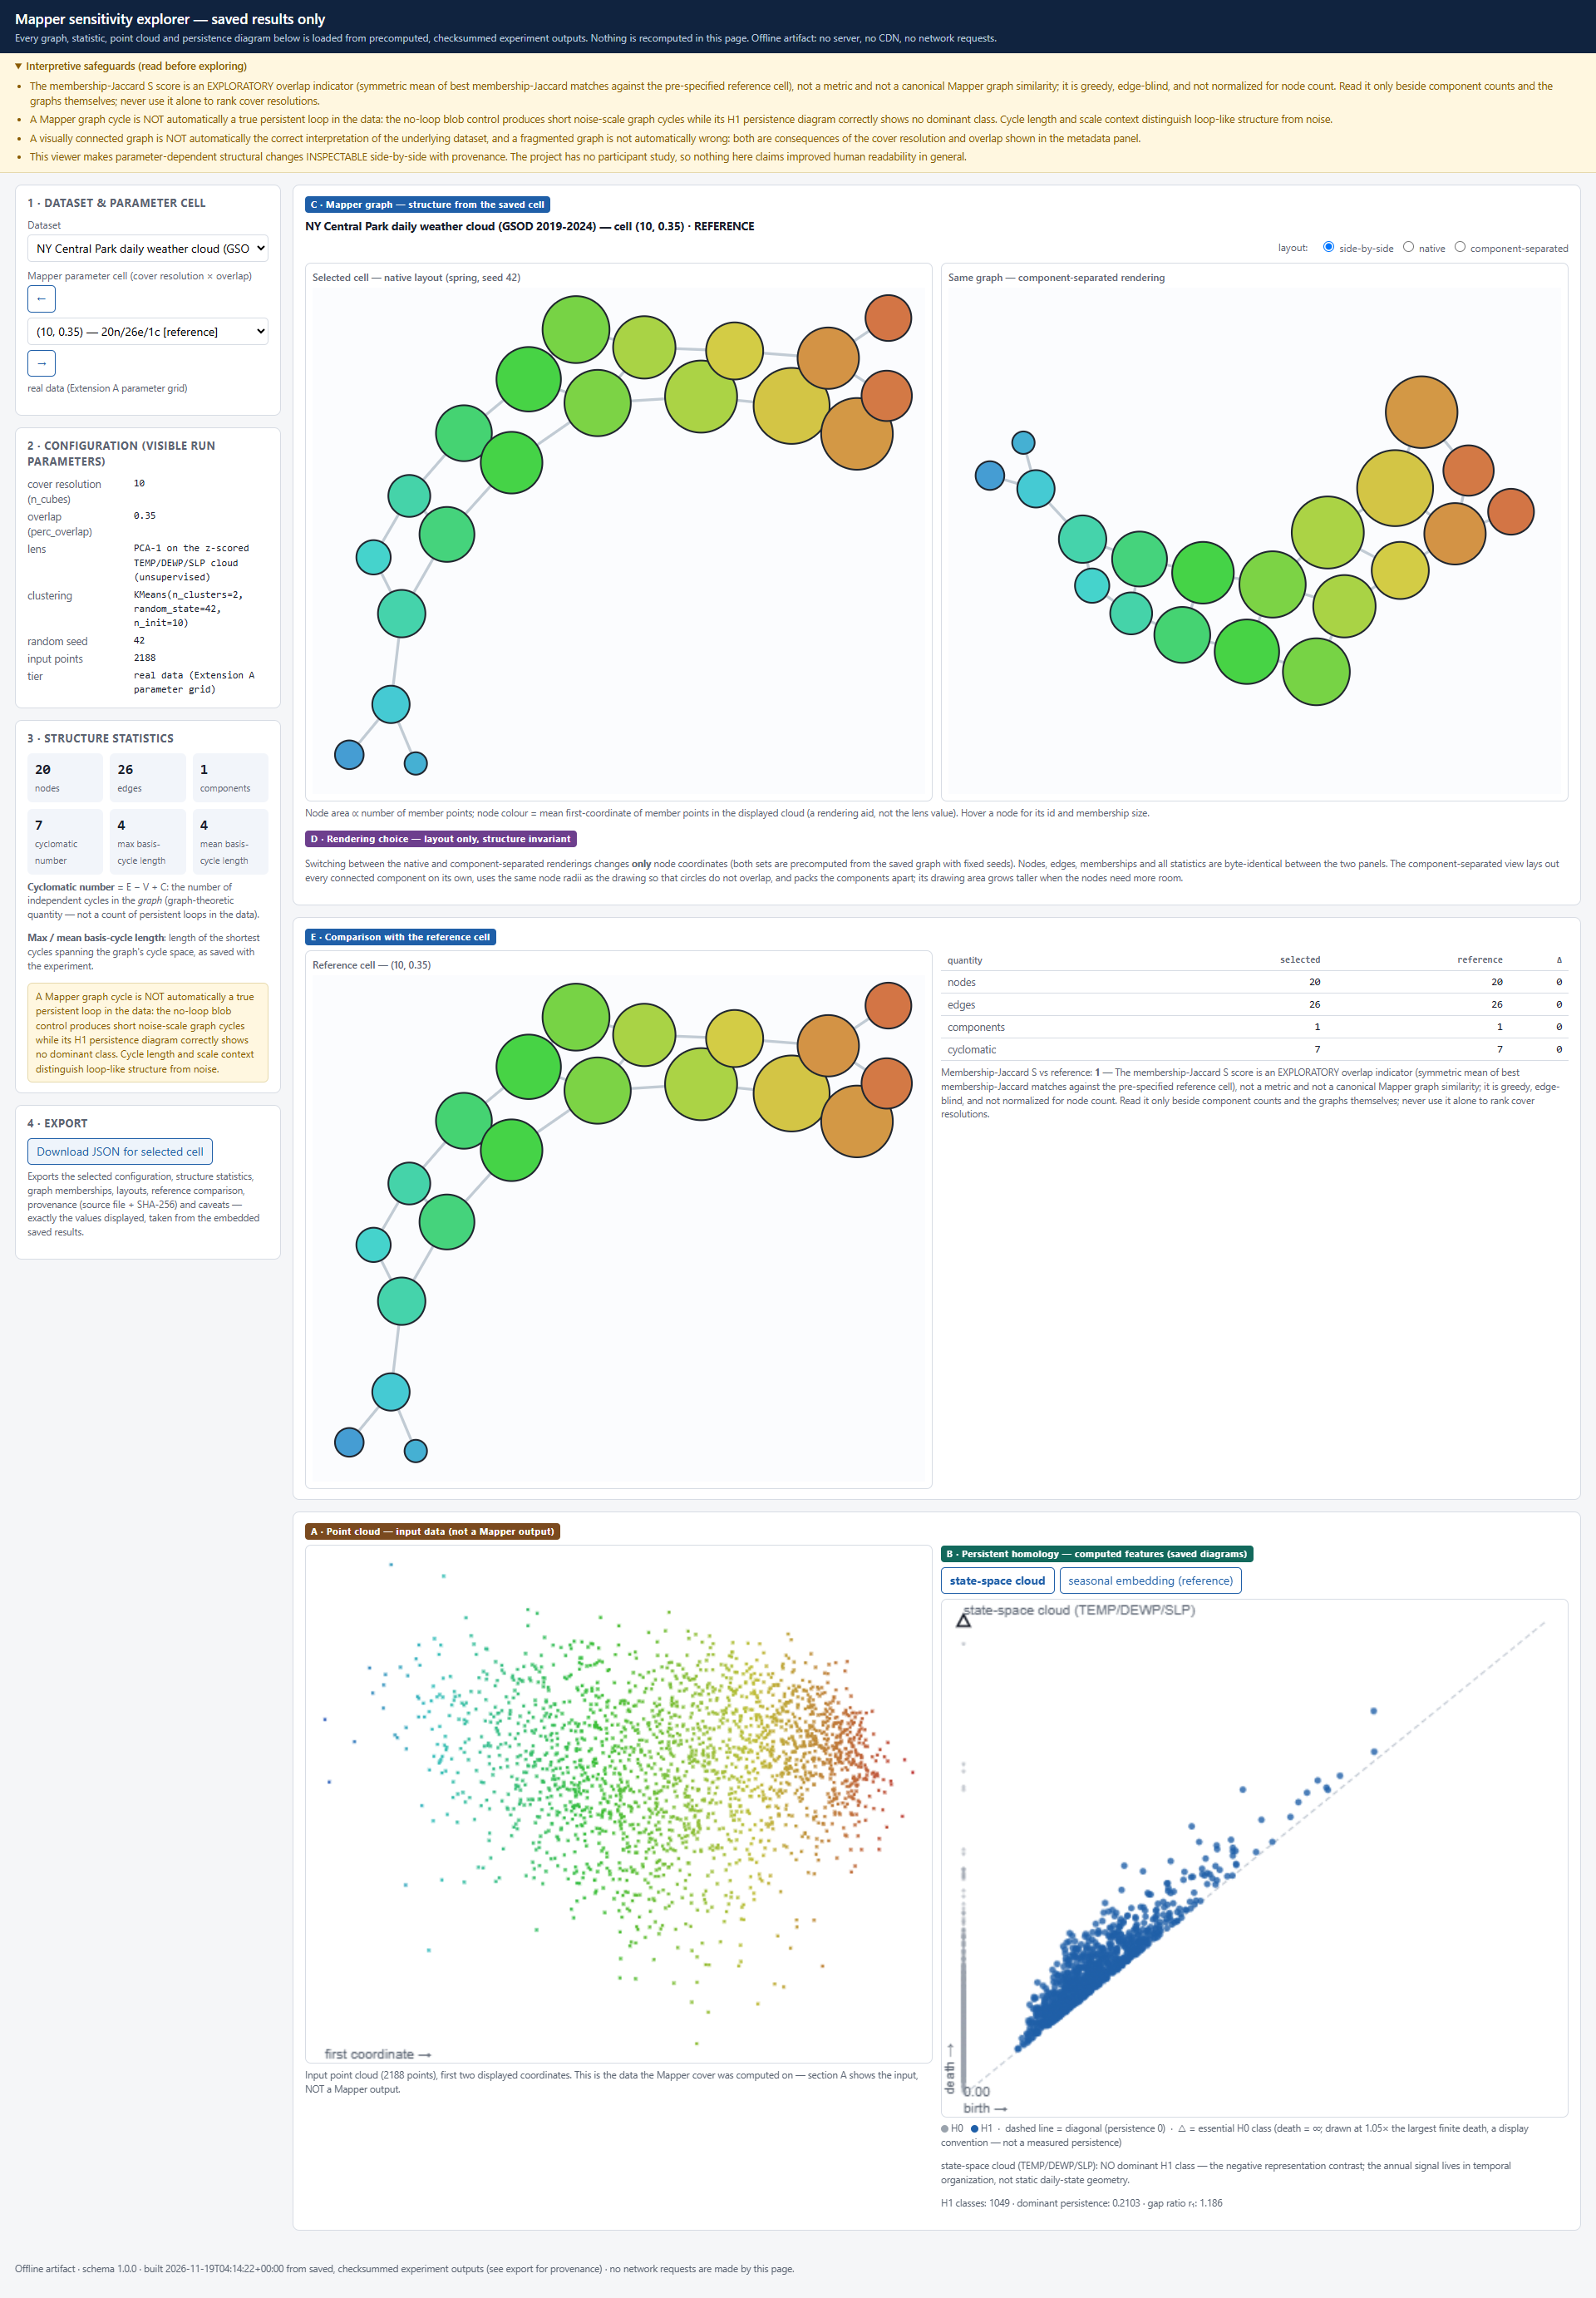 Mapper sensitivity explorer — saved results only
Every graph, statistic, point cloud and persistence diagram below is loaded from precomputed, checksummed experiment outputs. Nothing is recomputed in this page. Offline artifact: no server, no CDN, no network requests.
▼ Interpretive safeguards (read before exploring)
• The membership-Jaccard S score is an EXPLORATORY overlap indicator (symmetric mean of best membership-Jaccard matches against the pre-specified reference cell), not a metric and not a canonical Mapper graph similarity; it is greedy, edge-blind, and not normalized for node count. Read it only beside component counts and the
graphs themselves; never use it alone to rank cover resolutions.
• A Mapper graph cycle is NOT automatically a true persistent loop in the data: the no-loop blob control produces short noise-scale graph cycles while its H1 persistence diagram correctly shows no dominant class. Cycle length and scale context distinguish loop-like structure from noise.
• A visually connected graph is NOT automatically the correct interpretation of the underlying dataset, and a fragmented graph is not automatically wrong: both are consequences of the cover resolution and overlap shown in the metadata panel.
• This viewer makes parameter-dependent structural changes INSPECTABLE side-by-side with provenance. The project has no participant study, so nothing here claims improved human readability in general.
1 · DATASET & PARAMETER CELL
Dataset
NY Central Park daily weather cloud (GSO
Mapper parameter cell (cover resolution × overlap)
←
(10, 0.35) — 20n/26e/1c [reference]
→
real data (Extension A parameter grid)
2 · CONFIGURATION (VISIBLE RUN
PARAMETERS)
cover resolution 10
(n_cubes)
overlap 0.35
(perc_overlap)
lens PCA-1 on the z-scored
TEMP/DEWP/SLP cloud
(unsupervised)
clustering KMeans(n_clusters=2,
random_state=42,
n_init=10)
random seed 42
input points 2188
tier real data (Extension A
parameter grid)
3 · STRUCTURE STATISTICS
20 26 1
nodes edges components
7 4 4
cyclomatic max basis- mean basis-
number cycle length cycle length
Cyclomatic number = E − V + C: the number of
independent cycles in the graph (graph-theoretic
quantity — not a count of persistent loops in the data).
Max / mean basis-cycle length: length of the shortest
cycles spanning the graph's cycle space, as saved with
the experiment.
A Mapper graph cycle is NOT automatically a true
persistent loop in the data: the no-loop blob
control produces short noise-scale graph cycles
while its H1 persistence diagram correctly shows
no dominant class. Cycle length and scale context
distinguish loop-like structure from noise.
4 · EXPORT
Download JSON for selected cell
Exports the selected configuration, structure statistics,
graph memberships, layouts, reference comparison,
provenance (source file + SHA-256) and caveats —
exactly the values displayed, taken from the embedded
saved results.
C · Mapper graph — structure from the saved cell
NY Central Park daily weather cloud (GSOD 2019-2024) — cell (10, 0.35) · REFERENCE
layout: side-by-side native component-separated
Selected cell — native layout (spring, seed 42)
Same graph — component-separated rendering
Node area ∝ number of member points; node colour = mean first-coordinate of member points in the displayed cloud (a rendering aid, not the lens value). Hover a node for its id and membership size.
D · Rendering choice — layout only, structure invariant
Switching between the native and component-separated renderings changes only node coordinates (both sets are precomputed from the saved graph with fixed seeds). Nodes, edges, memberships and all statistics are byte-identical between the two panels. The component-separated view lays out
every connected component on its own, uses the same node radii as the drawing so that circles do not overlap, and packs the components apart; its drawing area grows taller when the nodes need more room.
E · Comparison with the reference cell
Reference cell — (10, 0.35)
quantity selected reference Δ
nodes 20 20 0
edges 26 26 0
components 1 1 0
cyclomatic 7 7 0
Membership-Jaccard S vs reference: 1 — The membership-Jaccard S score is an EXPLORATORY overlap indicator (symmetric mean of best
membership-Jaccard matches against the pre-specified reference cell), not a metric and not a canonical Mapper graph similarity; it is greedy, edge-
blind, and not normalized for node count. Read it only beside component counts and the graphs themselves; never use it alone to rank cover
resolutions.
A · Point cloud — input data (not a Mapper output)
first coordinate →
Input point cloud (2188 points), first two displayed coordinates. This is the data the Mapper cover was computed on — section A shows the input,
NOT a Mapper output.
B · Persistent homology — computed features (saved diagrams)
state-space cloud seasonal embedding (reference)
state-space cloud (TEMP/DEWP/SLP)
death →
0.00
birth →
H0 H1 · dashed line = diagonal (persistence 0) · △ = essential H0 class (death = ∞; drawn at 1.05× the largest finite death, a display
convention — not a measured persistence)
state-space cloud (TEMP/DEWP/SLP): NO dominant H1 class — the negative representation contrast; the annual signal lives in temporal
organization, not static daily-state geometry.
H1 classes: 1049 · dominant persistence: 0.2103 · gap ratio r₁: 1.186
Offline artifact · schema 1.0.0 · built 2026-11-19T04:14:22+00:00 from saved, checksummed experiment outputs (see export for provenance) · no network requests are made by this page.